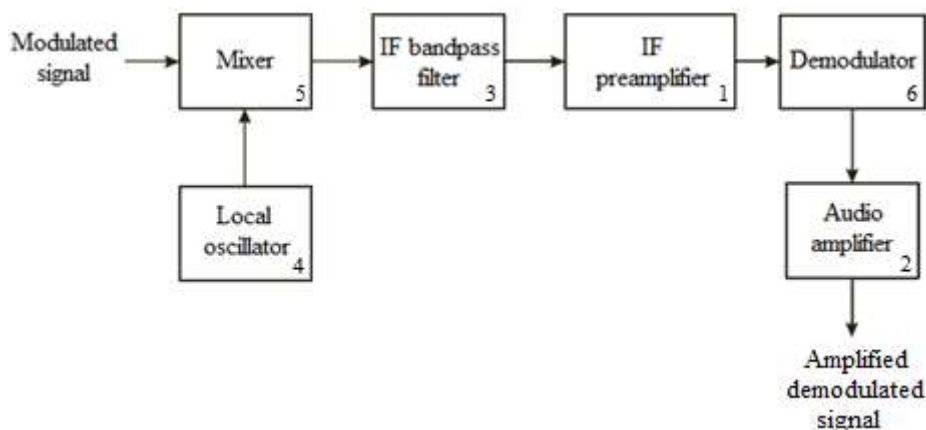 Modulated
signal
Mixer
5
IF bandpass
filter
3
IF
preamplifier
1
Demodulator
6
Local
oscillator
4
Audio
amplifier
2
Amplified
demodulated
signal